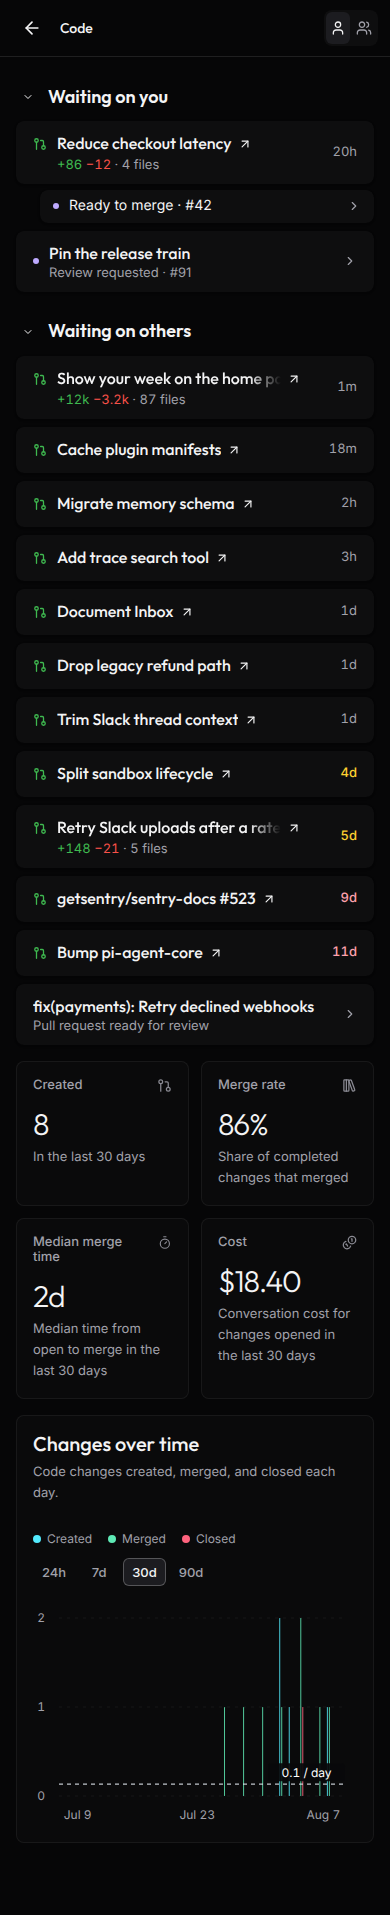 Code
Waiting on you
Reduce checkout latency
20h
+86 −12 · 4 files
Ready to merge · #42
Pin the release train
Review requested · #91
Waiting on others
Show your week on the home
1m
+12k −3.2k · 87 files
Cache plugin manifests
18m
Migrate memory schema
2h
Add trace search tool
3h
Document Inbox
1d
Drop legacy refund path
1d
Trim Slack thread context
1d
Split sandbox lifecycle
4d
Retry Slack uploads after a rate
5d
+148 −21 · 5 files
getsentry/sentry-docs #523
9d
Bump pi-agent-core
11d
fix(payments): Retry declined webhooks
Pull request ready for review
Created
8
In the last 30 days
Merge rate
86%
Share of completed
changes that merged
Median merge
time
2d
Median time from
open to merge in the
last 30 days
Cost
$18.40
Conversation cost for
changes opened in
the last 30 days
Changes over time
Code changes created, merged, and closed each
day.
Created Merged Closed
24h 7d 30d 90d
2
1
0.1 / day
0
Jul 9 Jul 23 Aug 7